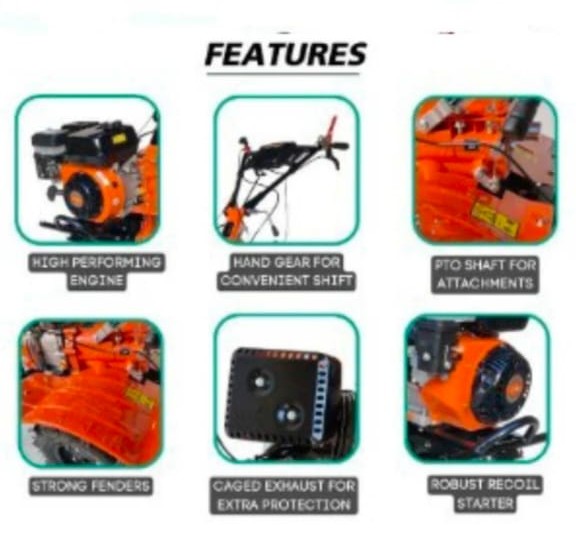 FEATURES
HIGH PERFORMING
ENGINE
HAND GEAR FOR
CONVENIENT SHIFT
PTO SHAFT FOR
ATTACHMENTS
STRONG FENDERS
CAGED EXHAUST FOR
EXTRA PROTECTION
ROBUST RECOIL
STARTER